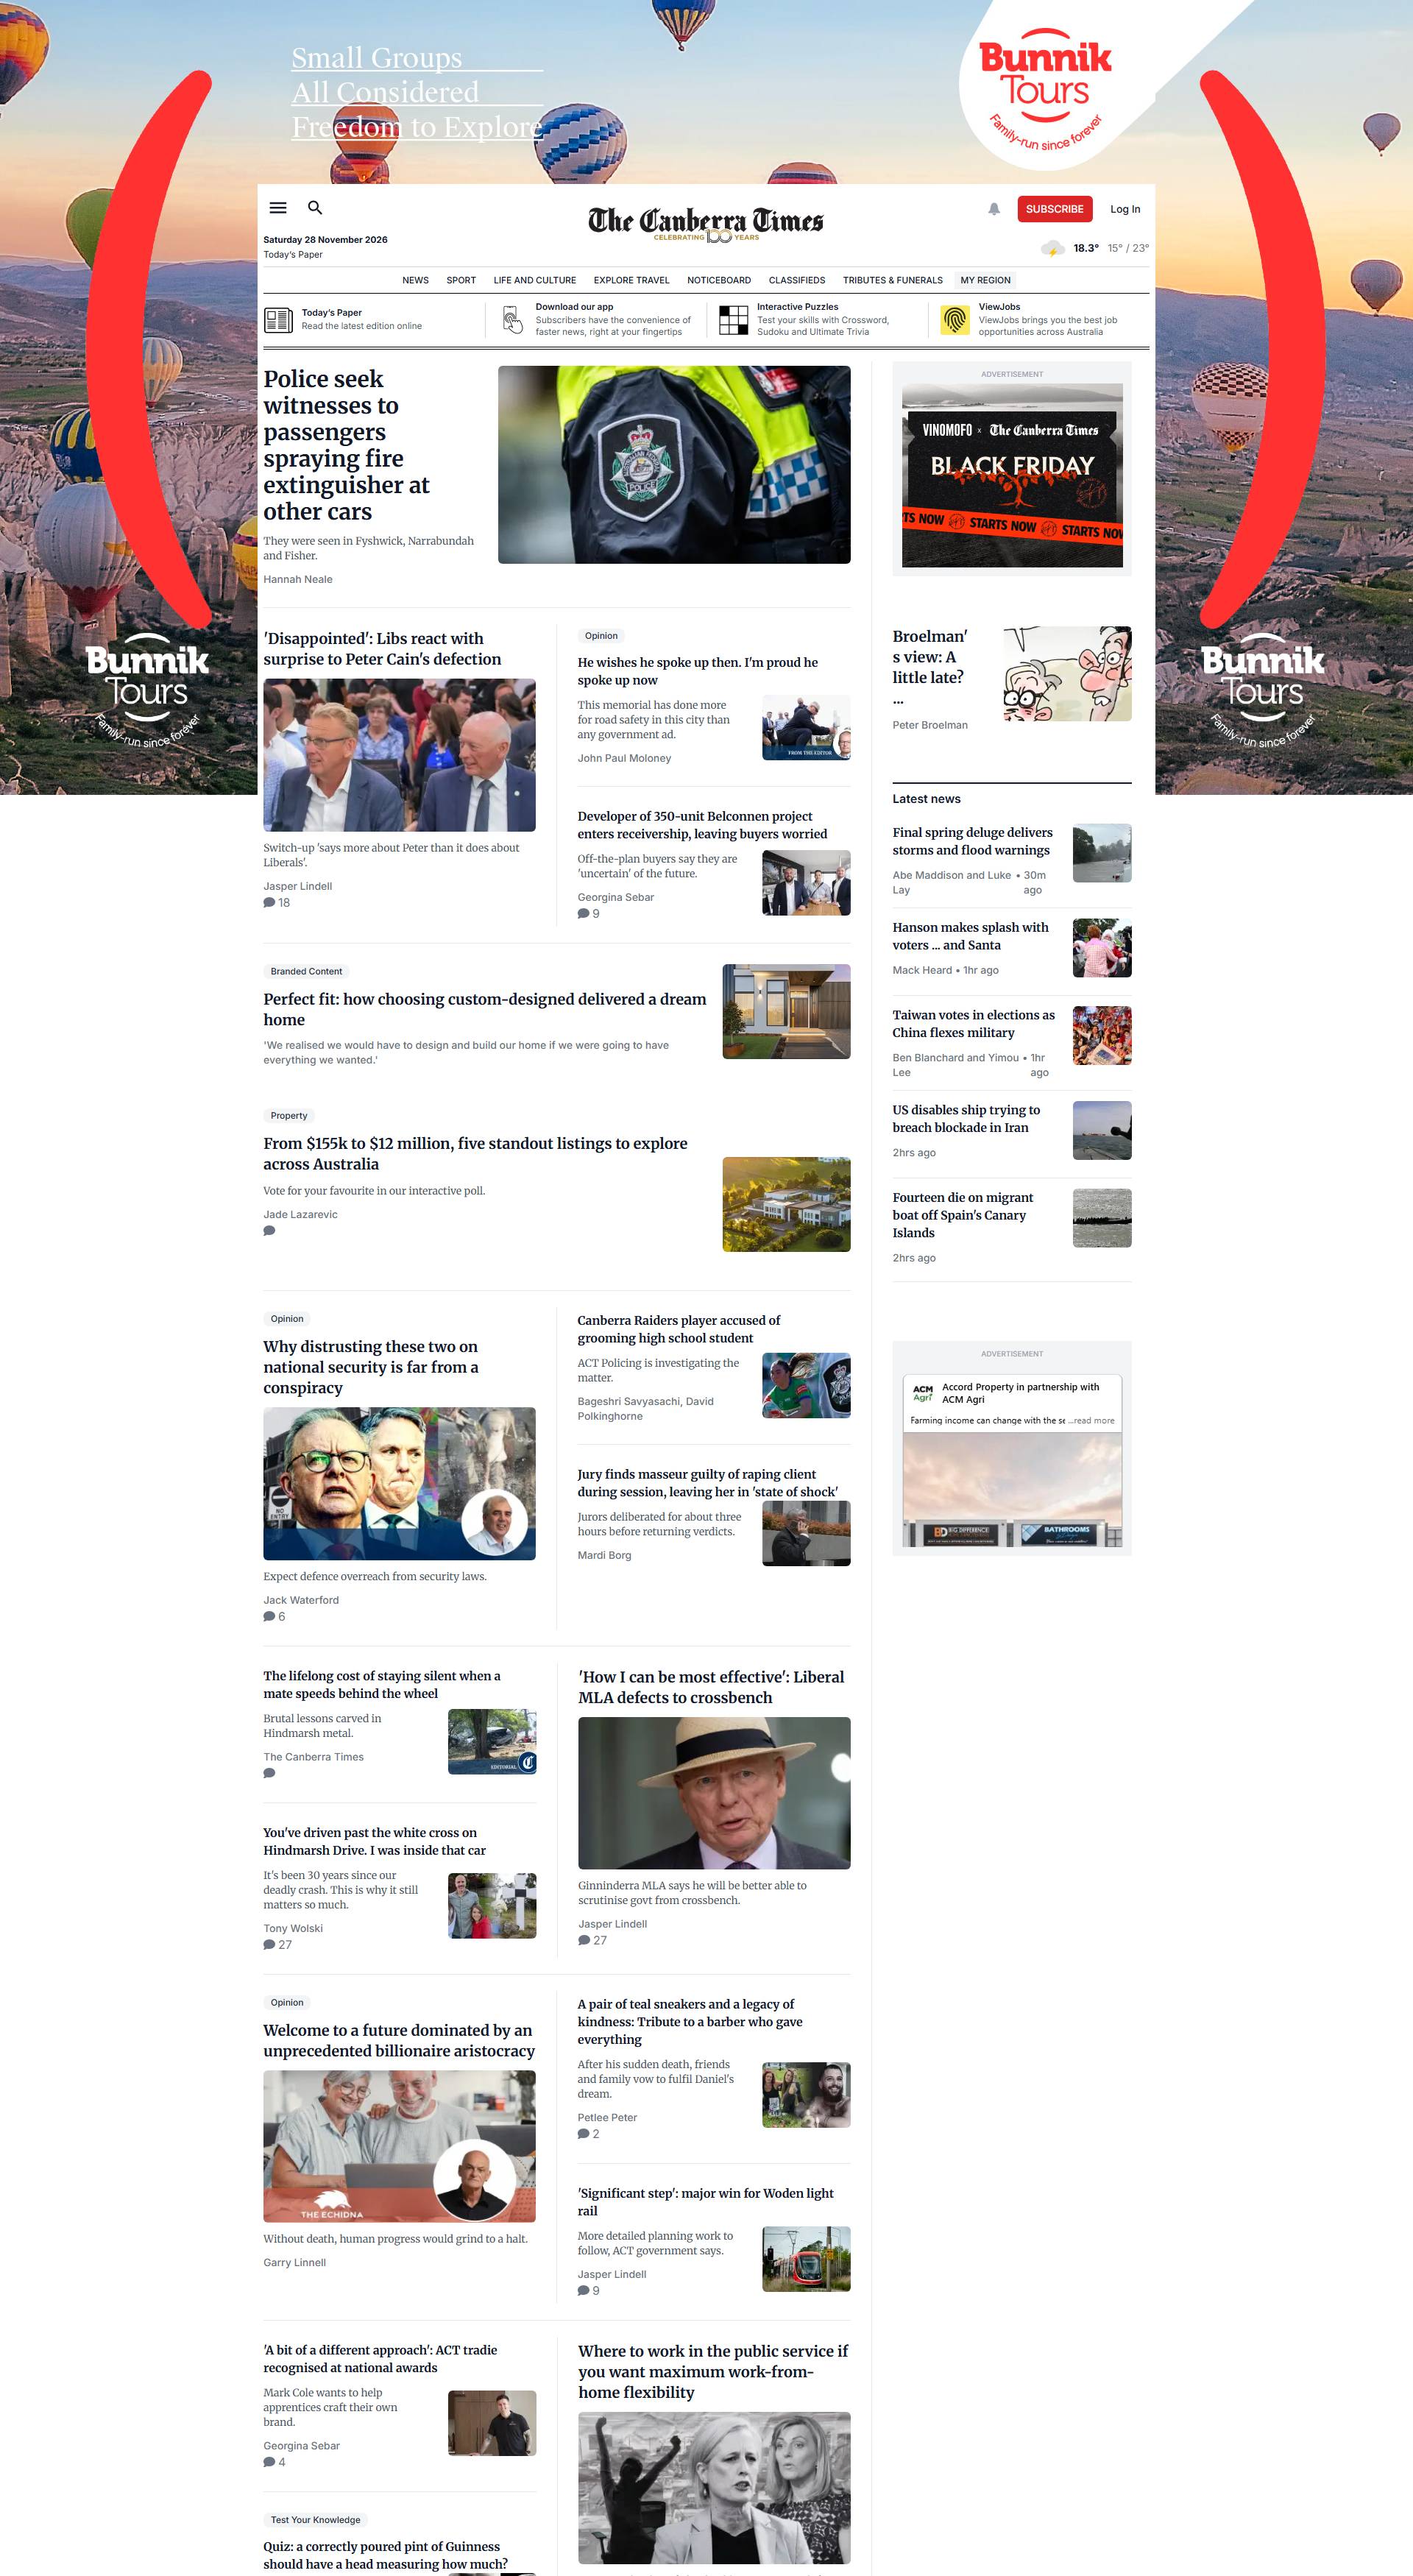 Small Groups
All Considered
Freedom to Explore
Bunnik
Tours
Family-run since forever
The Canberra Times
CELEBRATING 100 YEARS
SUBSCRIBE
Log In
Saturday 28 November 2026
Today's Paper
18.3° 15° / 23°
NEWS SPORT LIFE AND CULTURE EXPLORE TRAVEL NOTICEBOARD CLASSIFIEDS TRIBUTES & FUNERALS MY REGION
Today's Paper
Read the latest edition online
Download our app
Subscribers have the convenience of
faster news, right at your fingertips
Interactive Puzzles
Test your skills with Crossword,
Sudoku and Ultimate Trivia
ViewJobs
ViewJobs brings you the best job
opportunities across Australia
Police seek
witnesses to
passengers
spraying fire
extinguisher at
other cars
They were seen in Fyshwick, Narrabundah
and Fisher.
Hannah Neale
POLICE
ADVERTISEMENT
VINOMOFO x The Canberra Times
BLACK FRIDAY
TS NOW STARTS NOW STARTS NOW
Bunnik
Tours
Family-run since forever
Bunnik
Tours
Family-run since forever
'Disappointed': Libs react with
surprise to Peter Cain's defection
Switch-up 'says more about Peter than it does about
Liberals'.
Jasper Lindell
18
Opinion
He wishes he spoke up then. I'm proud he
spoke up now
This memorial has done more
for road safety in this city than
any government ad.
John Paul Moloney
FROM THE EDITOR
Developer of 350-unit Belconnen project
enters receivership, leaving buyers worried
Off-the-plan buyers say they are
'uncertain' of the future.
Georgina Sebar
9
Broelman'
s view: A
little late?
...
Peter Broelman
Latest news
Final spring deluge delivers
storms and flood warnings
Abe Maddison and Luke • 30m
Lay ago
Hanson makes splash with
voters ... and Santa
Mack Heard • 1hr ago
Taiwan votes in elections as
China flexes military
Ben Blanchard and Yimou • 1hr
Lee ago
US disables ship trying to
breach blockade in Iran
2hrs ago
Fourteen die on migrant
boat off Spain's Canary
Islands
2hrs ago
Branded Content
Perfect fit: how choosing custom-designed delivered a dream
home
'We realised we would have to design and build our home if we were going to have
everything we wanted.'
Property
From $155k to $12 million, five standout listings to explore
across Australia
Vote for your favourite in our interactive poll.
Jade Lazarevic
Opinion
Why distrusting these two on
national security is far from a
conspiracy
NO
ENTRY
Expect defence overreach from security laws.
Jack Waterford
6
Canberra Raiders player accused of
grooming high school student
ACT Policing is investigating the
matter.
Bageshri Savyasachi, David
Polkinghorne
Jury finds masseur guilty of raping client
during session, leaving her in 'state of shock'
Jurors deliberated for about three
hours before returning verdicts.
Mardi Borg
ADVERTISEMENT
ACM
Agri
Accord Property in partnership with
ACM Agri
Farming income can change with the se ...read more
BD BIG DIFFERENCE
BATHROOMS
The lifelong cost of staying silent when a
mate speeds behind the wheel
Brutal lessons carved in
Hindmarsh metal.
The Canberra Times
EDITORIAL
You've driven past the white cross on
Hindmarsh Drive. I was inside that car
It's been 30 years since our
deadly crash. This is why it still
matters so much.
Tony Wolski
27
'How I can be most effective': Liberal
MLA defects to crossbench
Ginninderra MLA says he will be better able to
scrutinise govt from crossbench.
Jasper Lindell
27
Opinion
Welcome to a future dominated by an
unprecedented billionaire aristocracy
THE ECHIDNA
Without death, human progress would grind to a halt.
Garry Linnell
A pair of teal sneakers and a legacy of
kindness: Tribute to a barber who gave
everything
After his sudden death, friends
and family vow to fulfil Daniel's
dream.
Petlee Peter
2
'Significant step': major win for Woden light
rail
More detailed planning work to
follow, ACT government says.
Jasper Lindell
9
'A bit of a different approach': ACT tradie
recognised at national awards
Mark Cole wants to help
apprentices craft their own
brand.
Georgina Sebar
4
Where to work in the public service if
you want maximum work-from-
home flexibility
Test Your Knowledge
Quiz: a correctly poured pint of Guinness
should have a head measuring how much?